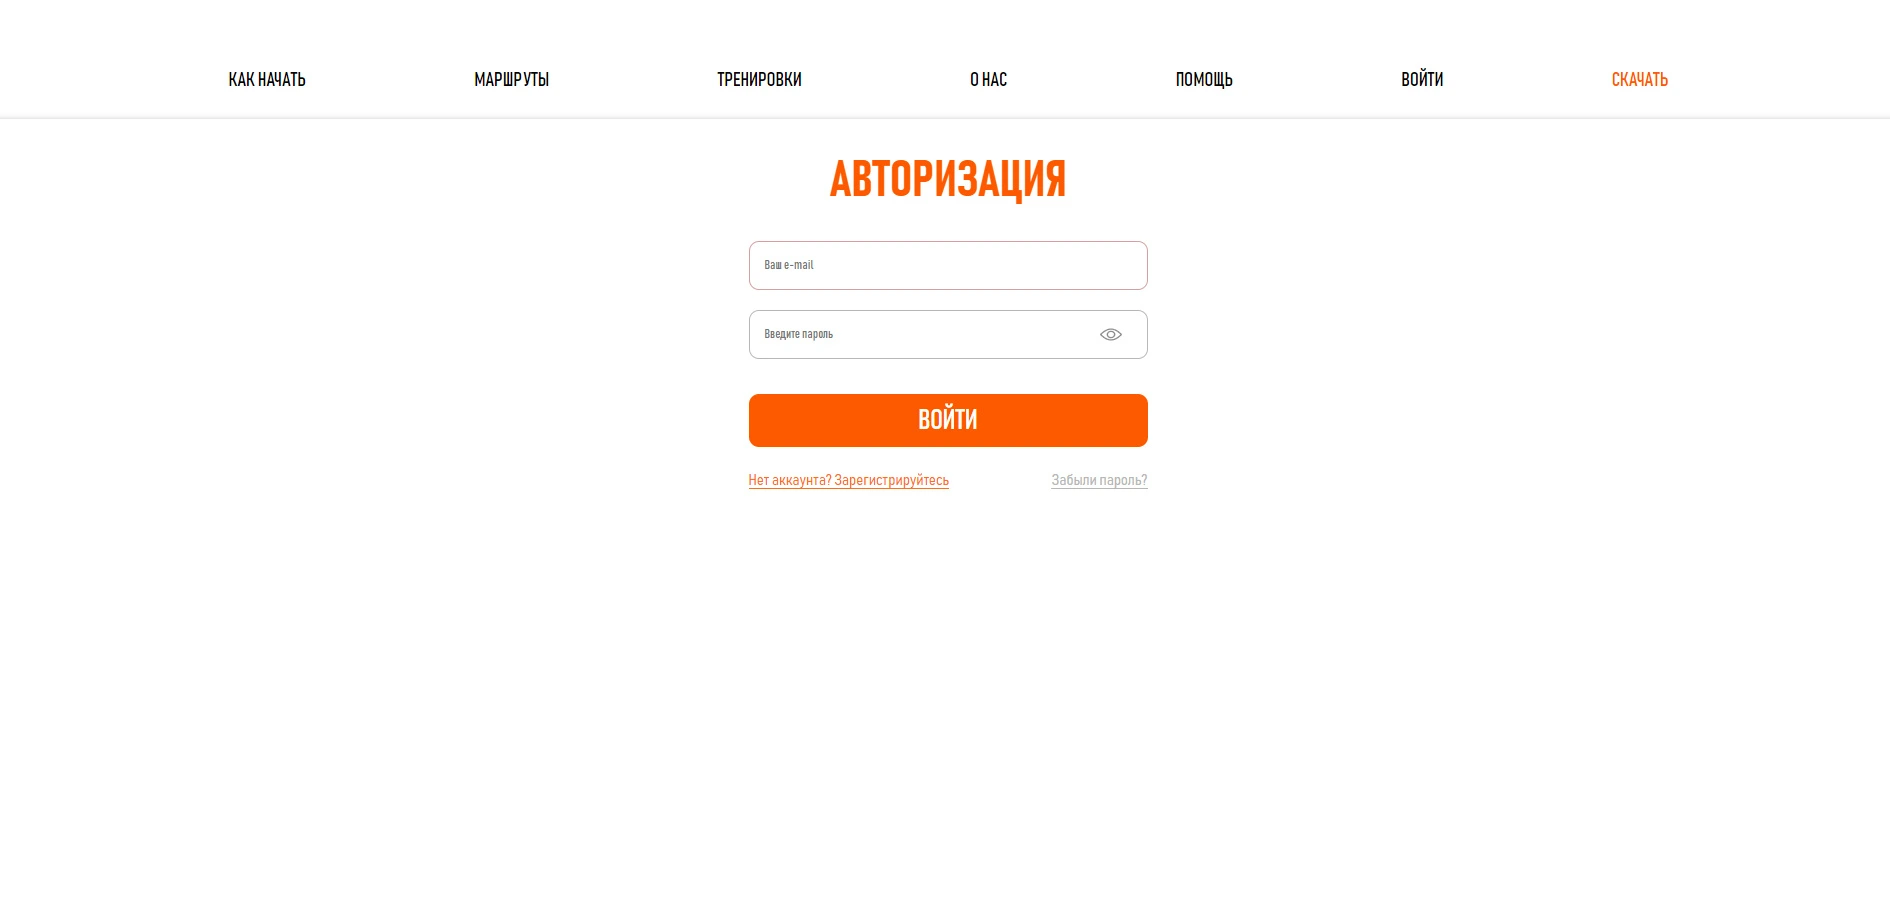 КАК НАЧАТЬ МАРШРУТЫ ТРЕНИРОВКИ О НАС ПОМОЩЬ ВОЙТИ СКАЧАТЬ
АВТОРИЗАЦИЯ
Ваш e-mail
Введите пароль
ВОЙТИ
Нет аккаунта? Зарегистрируйтесь Забыли пароль?